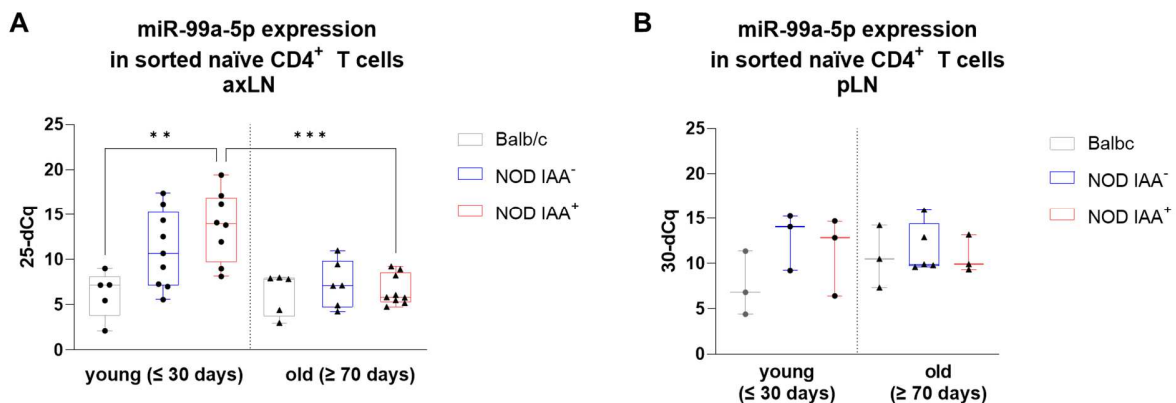 A
miR-99a-5p expression
in sorted naïve CD4⁺ T cells
axLN
25-dCq
25
20
15
10
5
0
**
***
young (≤ 30 days)
old (≥ 70 days)
Balb/c
NOD IAA⁻
NOD IAA⁺
B
miR-99a-5p expression
in sorted naïve CD4⁺ T cells
pLN
30-dCq
25
20
15
10
5
0
young
(≤ 30 days)
old
(≥ 70 days)
Balbc
NOD IAA⁻
NOD IAA⁺